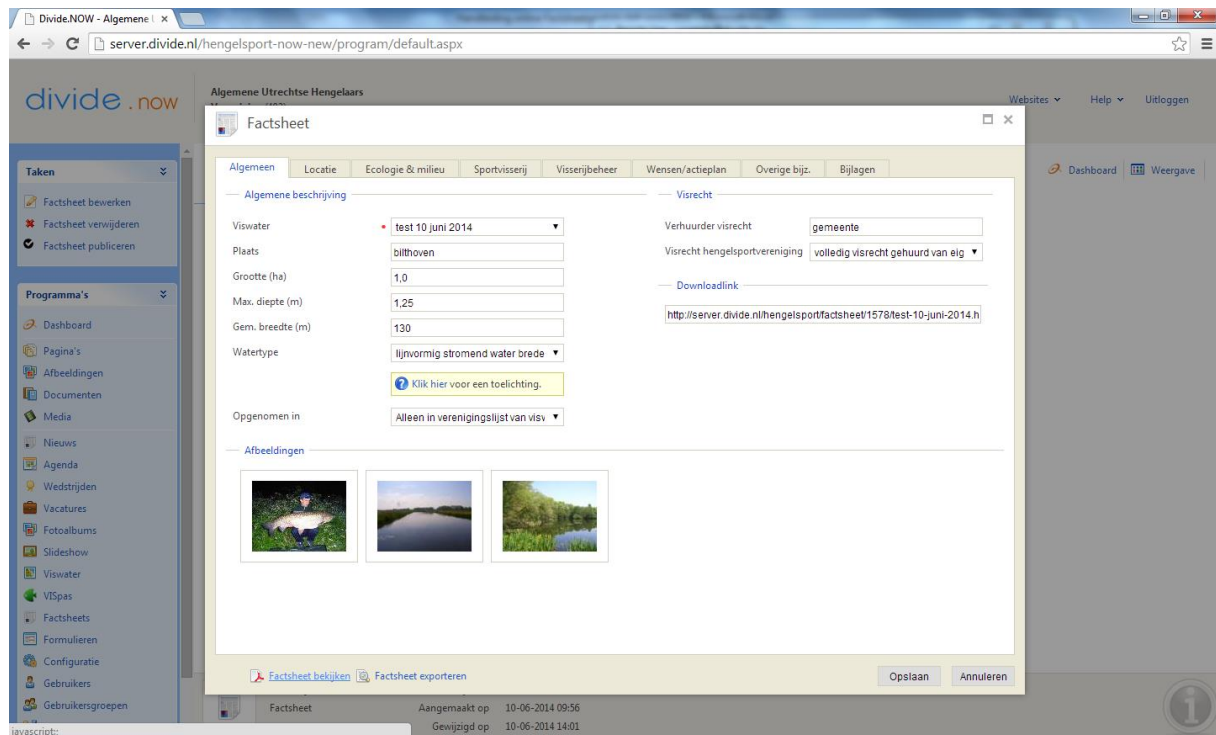 Divide.NOW - Algemene
server.divide.nl/hengelsport-now-new/program/default.aspx
divide.now
Algemene Utrechtse Hengelaars
Websites
Help
Uitloggen
Dashboard
Weergave
Taken
Factsheet bewerken
Factsheet verwijderen
Factsheet publiceren
Programma's
Dashboard
Pagina's
Afbeeldingen
Documenten
Media
Nieuws
Agenda
Wedstrijden
Vacatures
Fotoalbums
Slideshow
Viswater
VISpas
Factsheets
Formulieren
Configuratie
Gebruikers
Gebruikersgroepen
Factsheet
Algemeen
Locatie
Ecologie & milieu
Sportvisserij
Visserijbeheer
Wensen/actieplan
Overige bijz.
Bijlagen
Algemene beschrijving
Viswater
test 10 juni 2014
Plaats
bilthoven
Grootte (ha)
1,0
Max. diepte (m)
1,25
Gem. breedte (m)
130
Watertype
lijnvormig stromend water brede
Klik hier voor een toelichting.
Opgenomen in
Alleen in verenigingslijst van visv
Visrecht
Verhuurder visrecht
gemeente
Visrecht hengelsportvereniging
volledig visrecht gehuurd van eig
Downloadlink
http://server.divide.nl/hengelsport/factsheet/1578/test-10-juni-2014.h
Afbeeldingen
Factsheet bekijken
Factsheet exporteren
Opslaan
Annuleren
Factsheet
Aangemaakt op 10-06-2014 09:56
Gewijzigd op 10-06-2014 14:01
javascript:;